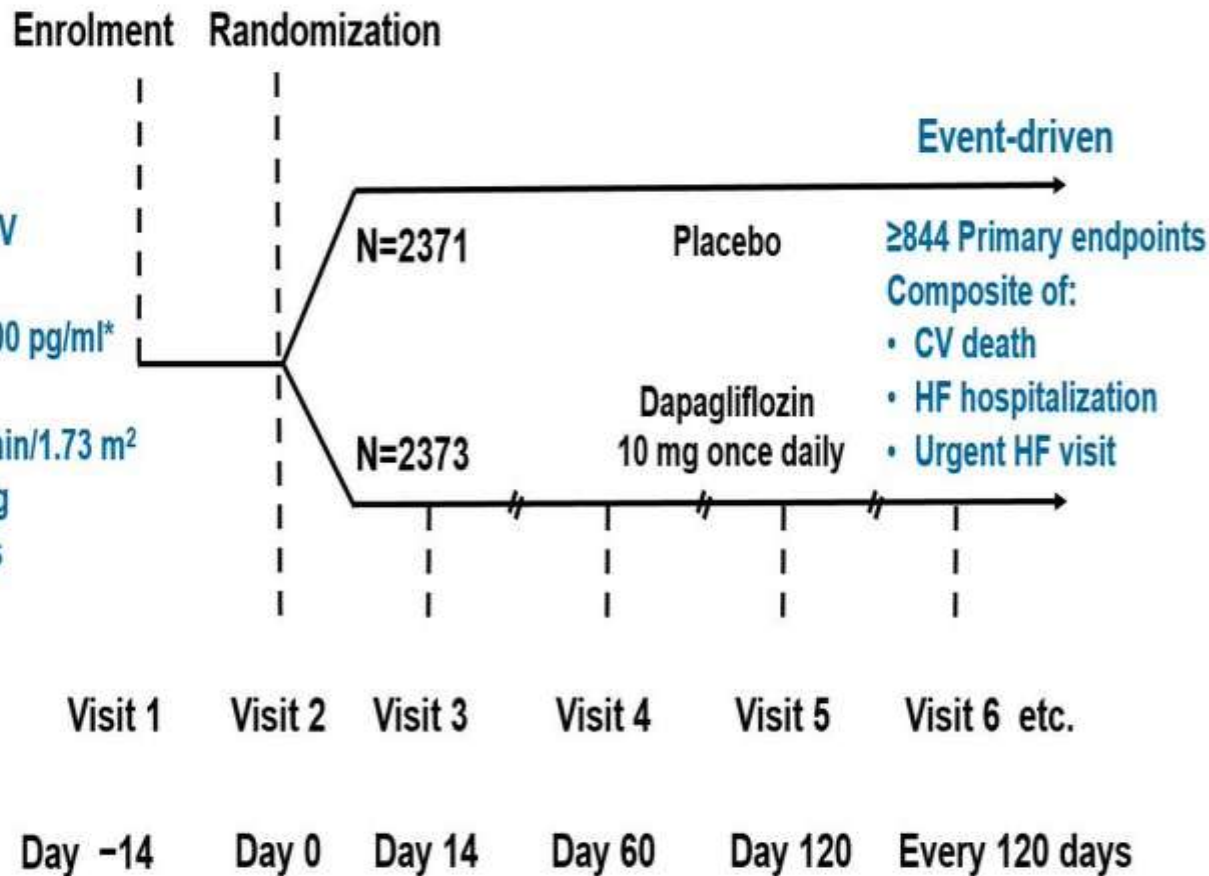 Enrolment Randomization
Event-driven
V
N=2371 Placebo ≥844 Primary endpoints
Composite of:
00 pg/ml*
• CV death
Dapagliflozin
10 mg once daily
• HF hospitalization
min/1.73 m²
N=2373
• Urgent HF visit
Visit 1 Visit 2 Visit 3 Visit 4 Visit 5 Visit 6 etc.
Day −14 Day 0 Day 14 Day 60 Day 120 Every 120 days